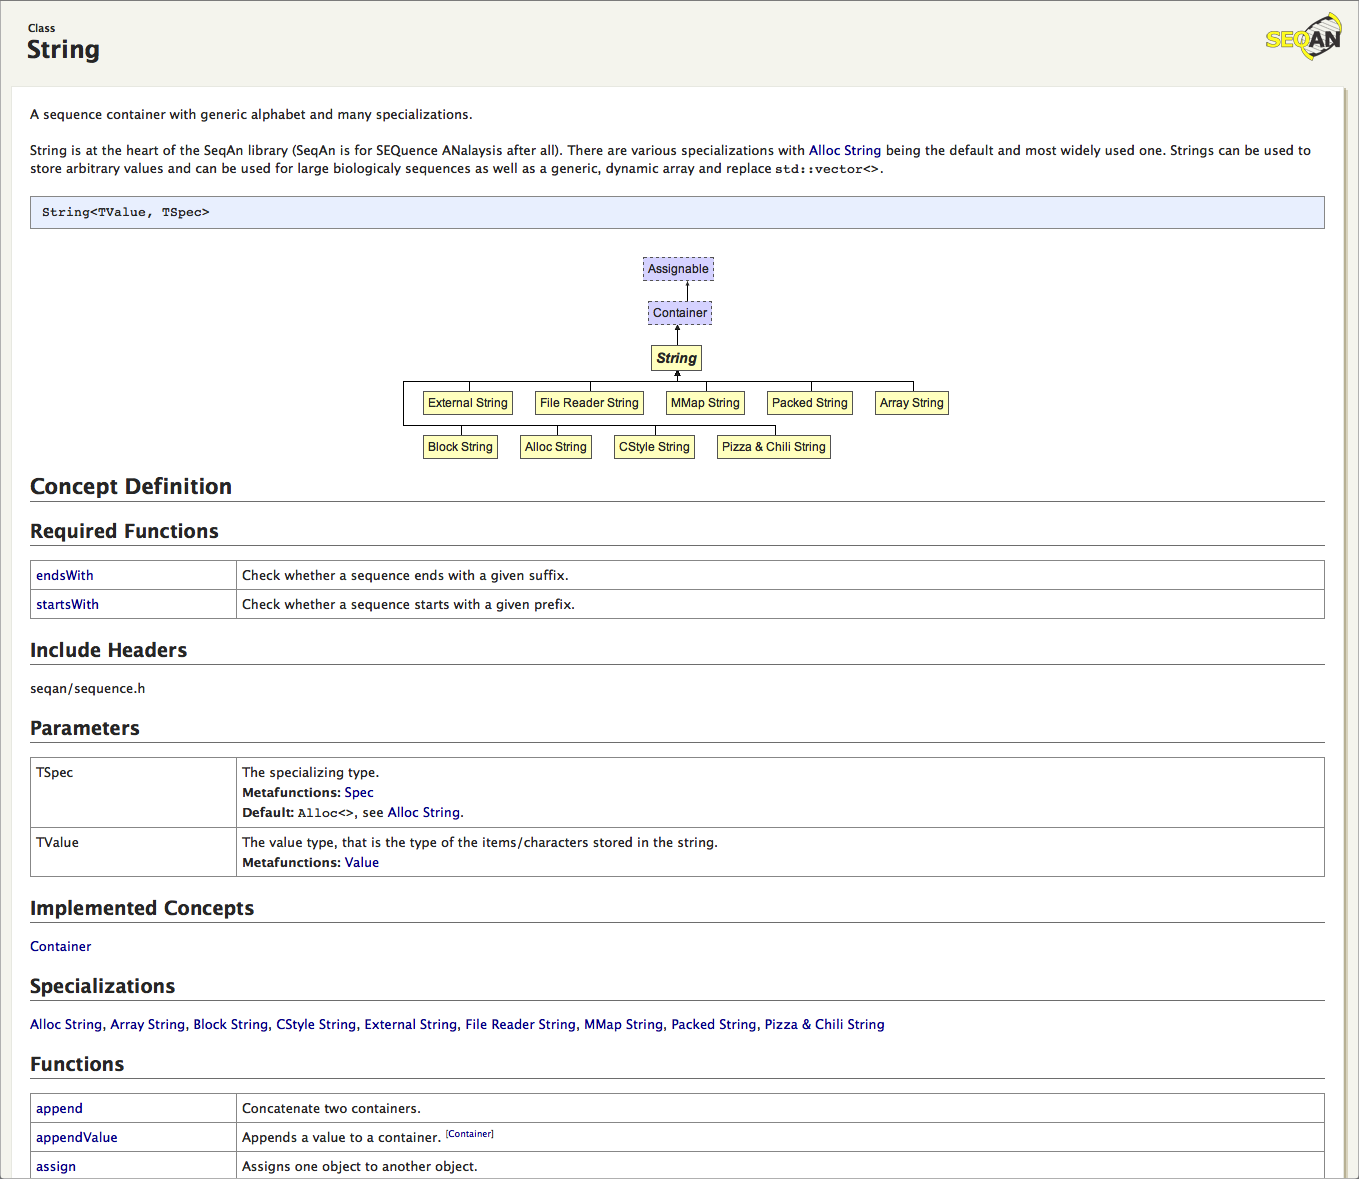 Class
String
SEQAN
A sequence container with generic alphabet and many specializations.
String is at the heart of the SeqAn library (SeqAn is for SEQuence ANalaysis after all). There are various specializations with Alloc String being the default and most widely used one. Strings can be used to
store arbitrary values and can be used for large biologicaly sequences as well as a generic, dynamic array and replace std::vector<>.
String<TValue, TSpec>
Assignable
Container
String
External String File Reader String MMap String Packed String Array String
Block String Alloc String CStyle String Pizza & Chili String
Concept Definition
Required Functions
endsWith Check whether a sequence ends with a given suffix.
startsWith Check whether a sequence starts with a given prefix.
Include Headers
seqan/sequence.h
Parameters
TSpec The specializing type.
Metafunctions: Spec
Default: Alloc<>, see Alloc String.
TValue The value type, that is the type of the items/characters stored in the string.
Metafunctions: Value
Implemented Concepts
Container
Specializations
Alloc String, Array String, Block String, CStyle String, External String, File Reader String, MMap String, Packed String, Pizza & Chili String
Functions
append Concatenate two containers.
appendValue Appends a value to a container. [Container]
assign Assigns one object to another object.